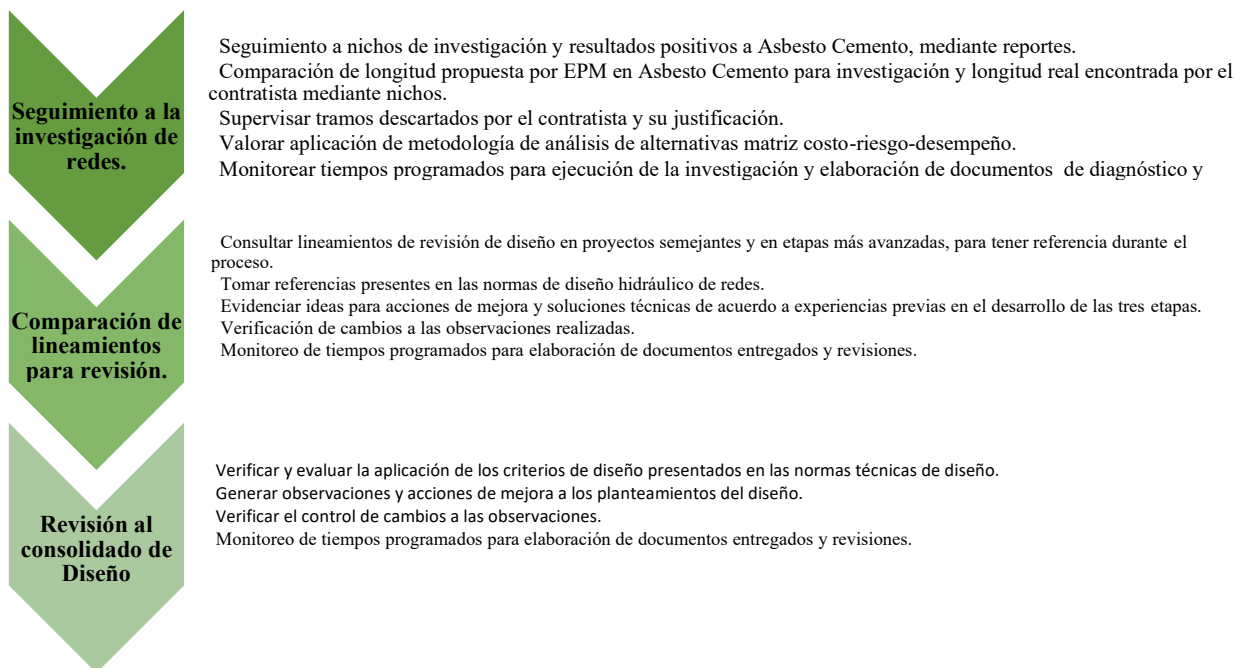 Seguimiento a la
investigación de
redes.
Seguimiento a nichos de investigación y resultados positivos a Asbesto Cemento, mediante reportes.
Comparación de longitud propuesta por EPM en Asbesto Cemento para investigación y longitud real encontrada por el
contratista mediante nichos.
Supervisar tramos descartados por el contratista y su justificación.
Valorar aplicación de metodología de análisis de alternativas matriz costo-riesgo-desempeño.
Monitorear tiempos programados para ejecución de la investigación y elaboración de documentos de diagnóstico y
Comparación de
lineamientos
para revisión.
Consultar lineamientos de revisión de diseño en proyectos semejantes y en etapas más avanzadas, para tener referencia durante el
proceso.
Tomar referencias presentes en las normas de diseño hidráulico de redes.
Evidenciar ideas para acciones de mejora y soluciones técnicas de acuerdo a experiencias previas en el desarrollo de las tres etapas.
Verificación de cambios a las observaciones realizadas.
Monitoreo de tiempos programados para elaboración de documentos entregados y revisiones.
Revisión al
consolidado de
Diseño
Verificar y evaluar la aplicación de los criterios de diseño presentados en las normas técnicas de diseño.
Generar observaciones y acciones de mejora a los planteamientos del diseño.
Verificar el control de cambios a las observaciones.
Monitoreo de tiempos programados para elaboración de documentos entregados y revisiones.